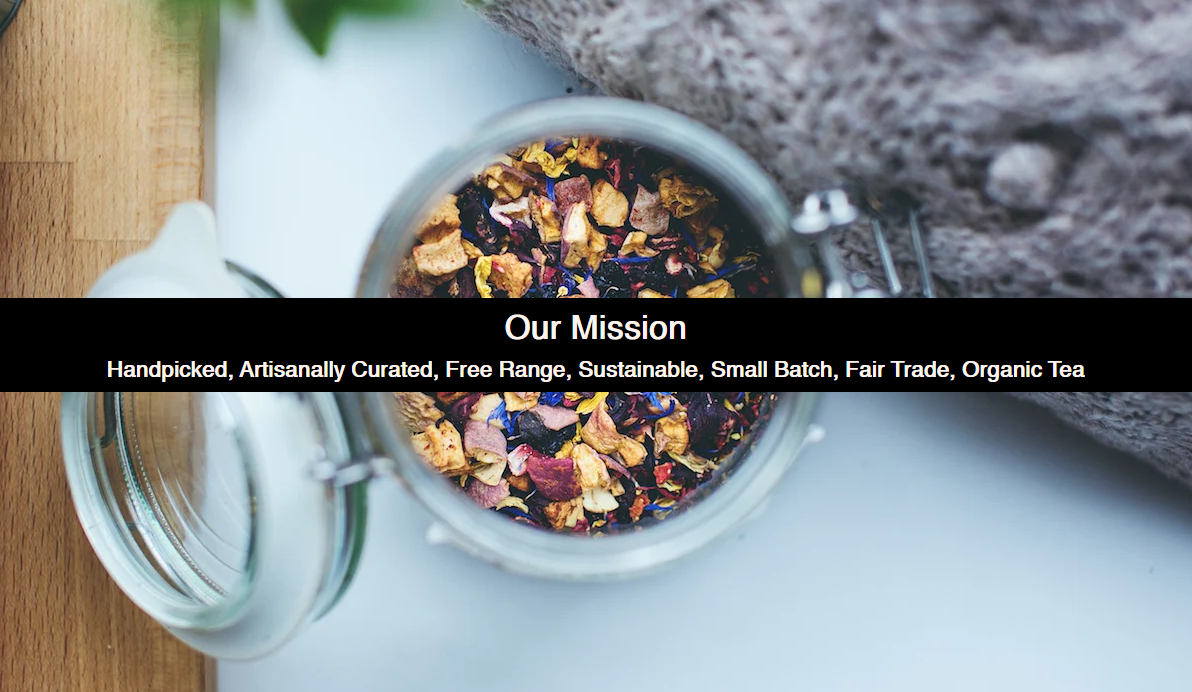 Our Mission
Handpicked, Artisanally Curated, Free Range, Sustainable, Small Batch, Fair Trade, Organic Tea